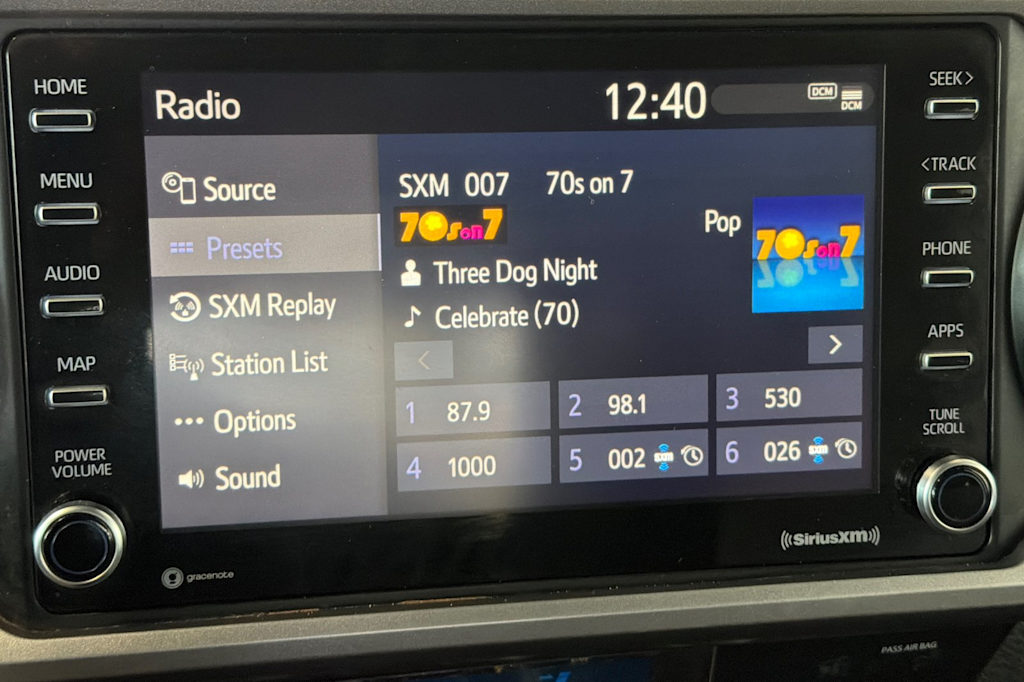 HOME
MENU
AUDIO
MAP
POWER
VOLUME
Radio
12:40
DCM
DCM
Source
Presets
SXM Replay
Station List
Options
Sound
SXM 007 70s on 7
70s on 7
Pop
70s on 7
Three Dog Night
Celebrate (70)
<
>
1 87.9
2 98.1
3 530
4 1000
5 002 sxm
6 026 sxm
SEEK >
< TRACK
PHONE
APPS
TUNE
SCROLL
gracenote
((SiriusXM))
PASS AIR BAG